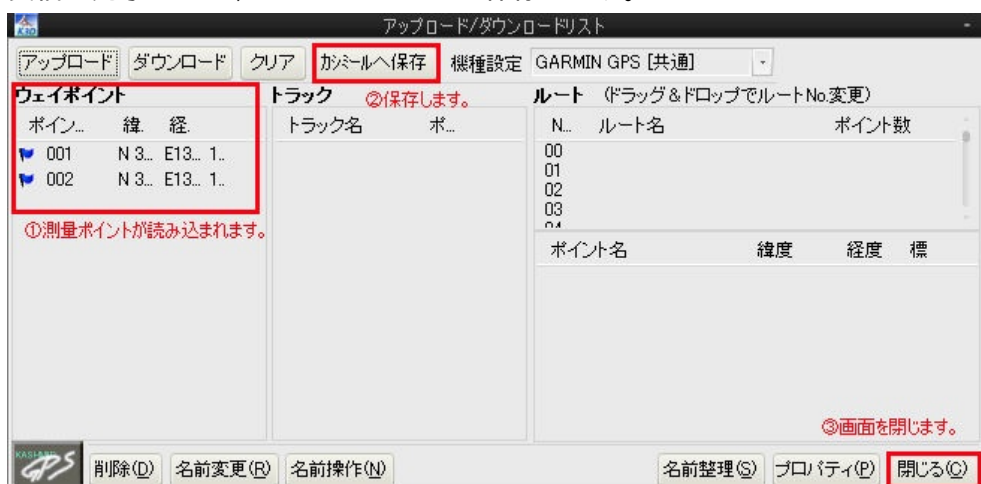 アップロード/ダウンロードリスト
アップロード ダウンロード クリア カシミールへ保存 機種設定 GARMIN GPS [共通]
ウェイポイント トラック ②保存します。 ルート (ドラッグ&ドロップでルートNo.変更)
ポイン... 緯. 経. トラック名 ポ... N... ルート名 ポイント数
001 N 3... E13... 1..
002 N 3... E13... 1..
00
01
02
03
04
①測量ポイントが読み込まれます。
ポイント名 緯度 経度 標
③画面を閉じます。
GPS 削除(D) 名前変更(R) 名前操作(N) 名前整理(S) プロパティ(P) 閉じる(C)